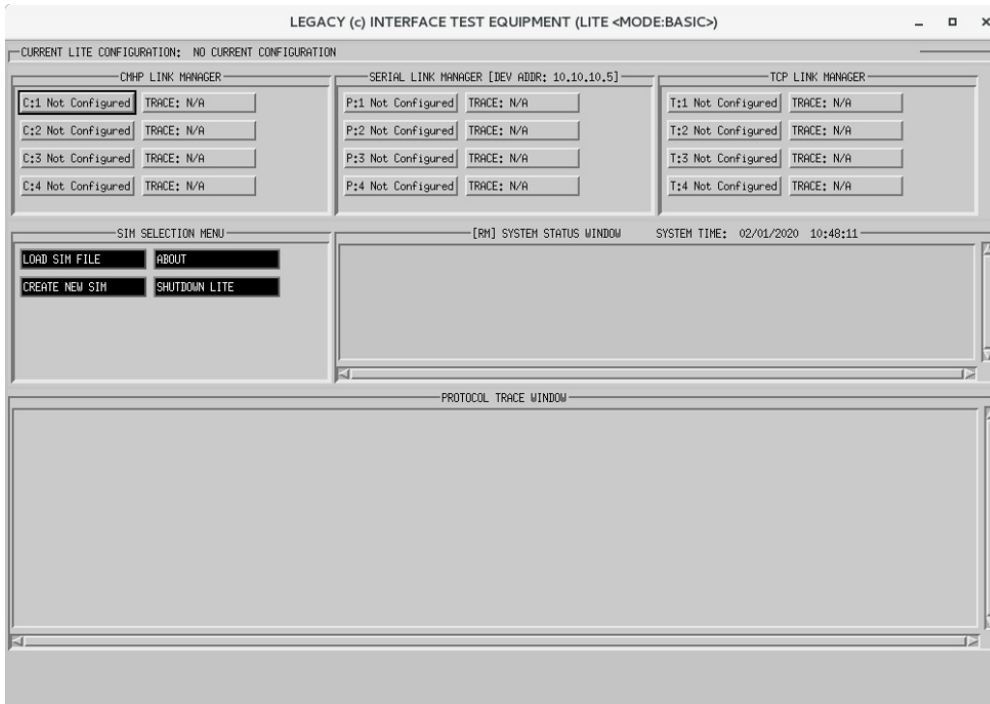 LEGACY (c) INTERFACE TEST EQUIPMENT (LITE <MODE:BASIC>)
CURRENT LITE CONFIGURATION: NO CURRENT CONFIGURATION
CMHP LINK MANAGER
C:1 Not Configured TRACE: N/A
C:2 Not Configured TRACE: N/A
C:3 Not Configured TRACE: N/A
C:4 Not Configured TRACE: N/A
SERIAL LINK MANAGER [DEV ADDR: 10.10.10.5]
P:1 Not Configured TRACE: N/A
P:2 Not Configured TRACE: N/A
P:3 Not Configured TRACE: N/A
P:4 Not Configured TRACE: N/A
TCP LINK MANAGER
T:1 Not Configured TRACE: N/A
T:2 Not Configured TRACE: N/A
T:3 Not Configured TRACE: N/A
T:4 Not Configured TRACE: N/A
SIM SELECTION MENU
LOAD SIM FILE ABOUT
CREATE NEW SIM SHUTDOWN LITE
[RM] SYSTEM STATUS WINDOW SYSTEM TIME: 02/01/2020 10:48:11
PROTOCOL TRACE WINDOW